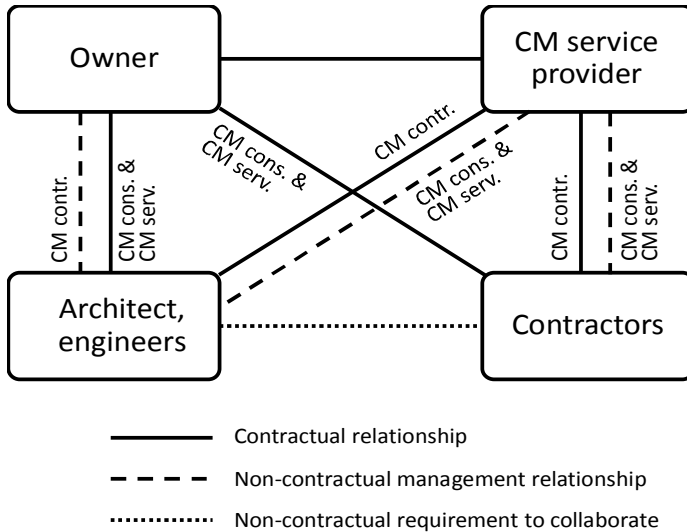 Owner
CM service
provider
CM contr.
CM cons. &
CM serv.
CM cons. &
CM serv.
CM contr.
CM cons. &
CM serv.
CM contr.
CM cons. &
CM serv.
Architect,
engineers
Contractors
Contractual relationship
Non-contractual management relationship
Non-contractual requirement to collaborate